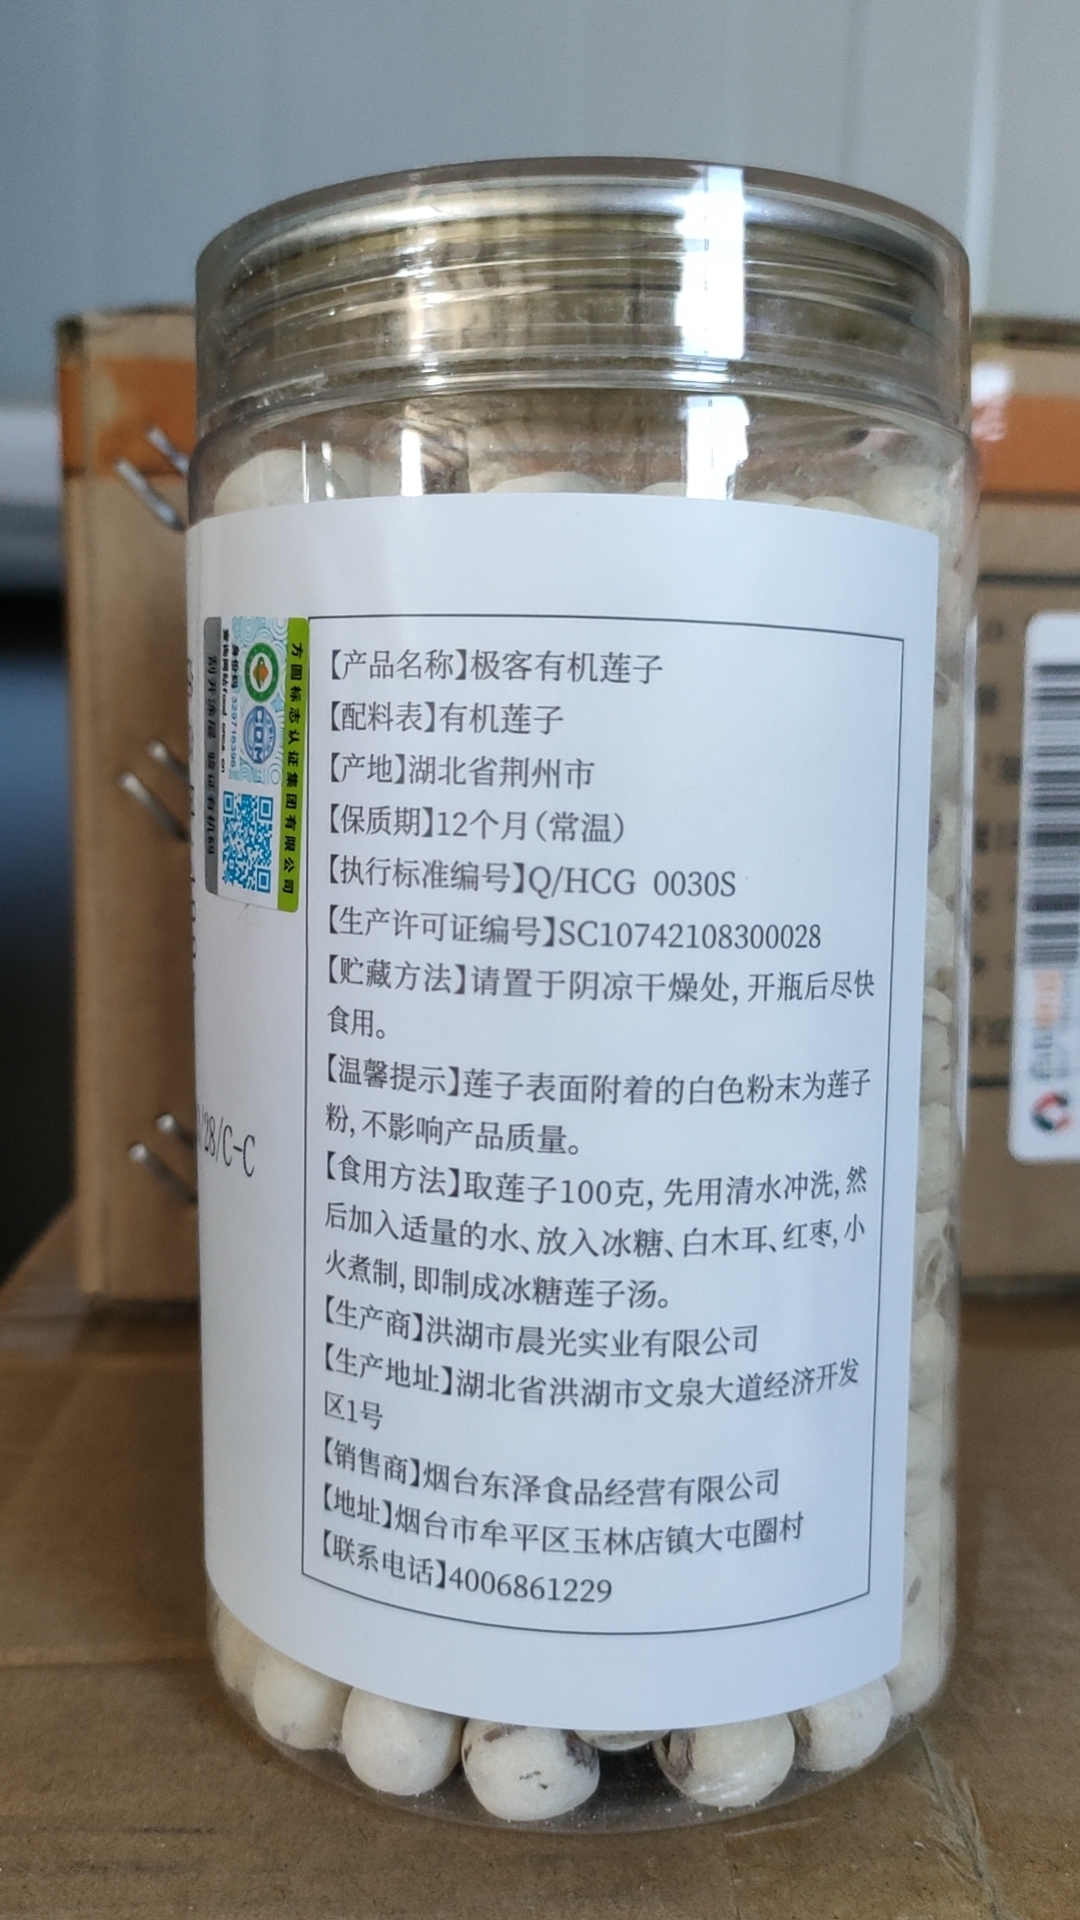 【产品名称】极客有机莲子
【配料表】有机莲子
【产地】湖北省荆州市
【保质期】12个月（常温）
【执行标准编号】Q/HCG 0030S
【生产许可证编号】SC10742108300028
【贮藏方法】请置于阴凉干燥处,开瓶后尽快
食用。
【温馨提示】莲子表面附着的白色粉末为莲子
粉,不影响产品质量。
【食用方法】取莲子100克,先用清水冲洗,然
后加入适量的水、放入冰糖、白木耳、红枣,小
火煮制,即制成冰糖莲子汤。
【生产商】洪湖市晨光实业有限公司
【生产地址】湖北省洪湖市文泉大道经济开发
区1号
【销售商】烟台东泽食品经营有限公司
【地址】烟台市牟平区玉林店镇大屯圈村
【联系电话】4006861229
方圆标志认证集团有限公司
CQM
/28/C-C